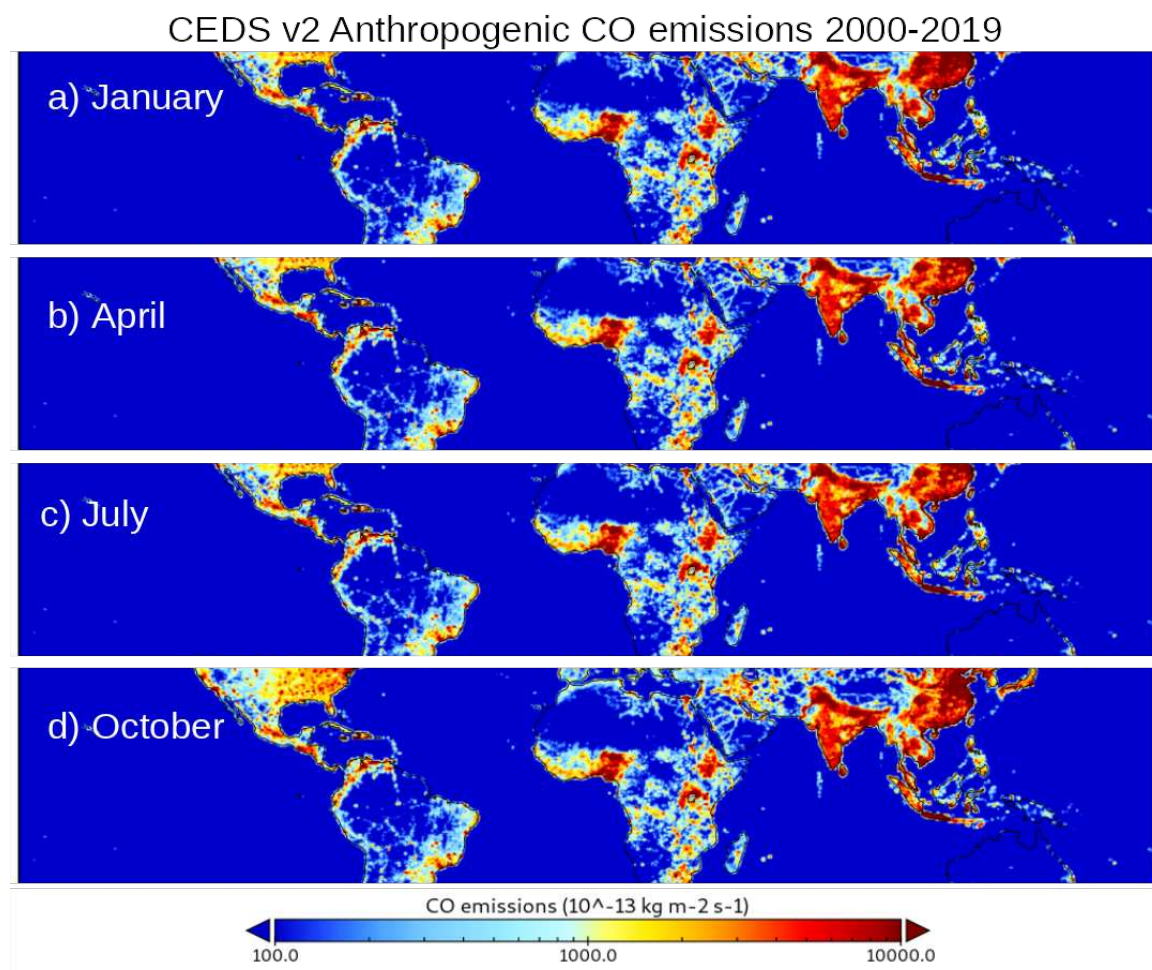 CEDS v2 Anthropogenic CO emissions 2000-2019
a) January
b) April
c) July
d) October
CO emissions (10^-13 kg m-2 s-1)
100.0 1000.0 10000.0